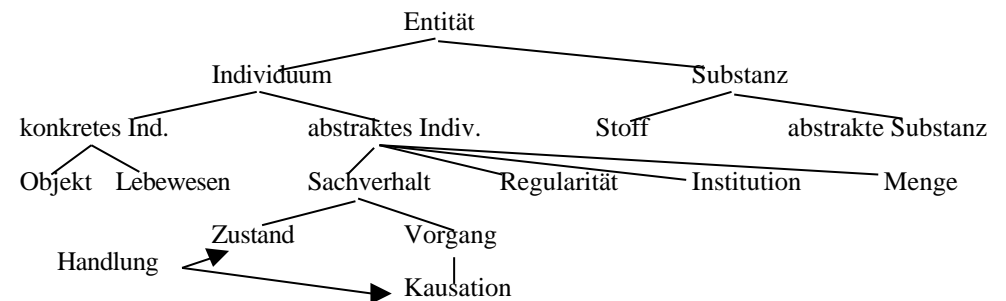 Entität
Individuum Substanz
konkretes Ind. abstraktes Indiv. Stoff abstrakte Substanz
Objekt Lebewesen Sachverhalt Regularität Institution Menge
Zustand Vorgang
Handlung
Kausation